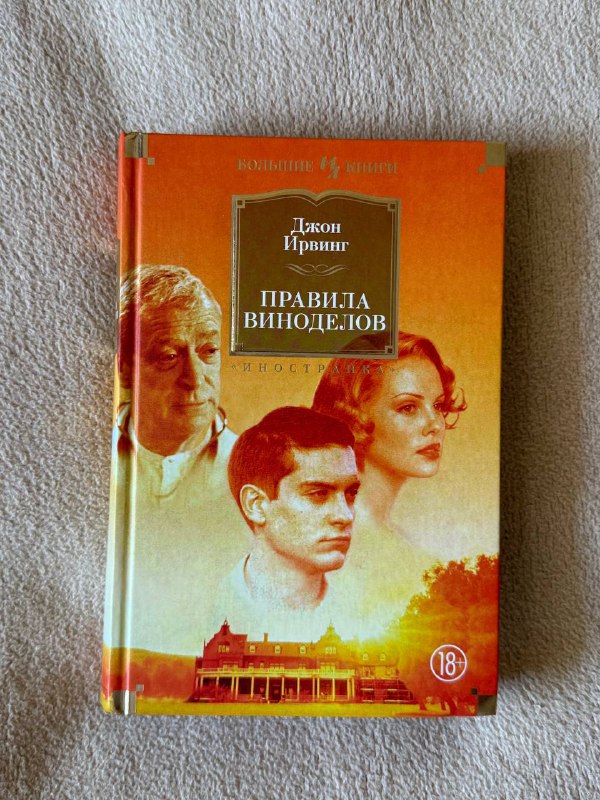 БОЛЬШИЕ КНИГИ
Джон
Ирвинг
ПРАВИЛА
ВИНОДЕЛОВ
«ИНОСТРАНКА»
18+